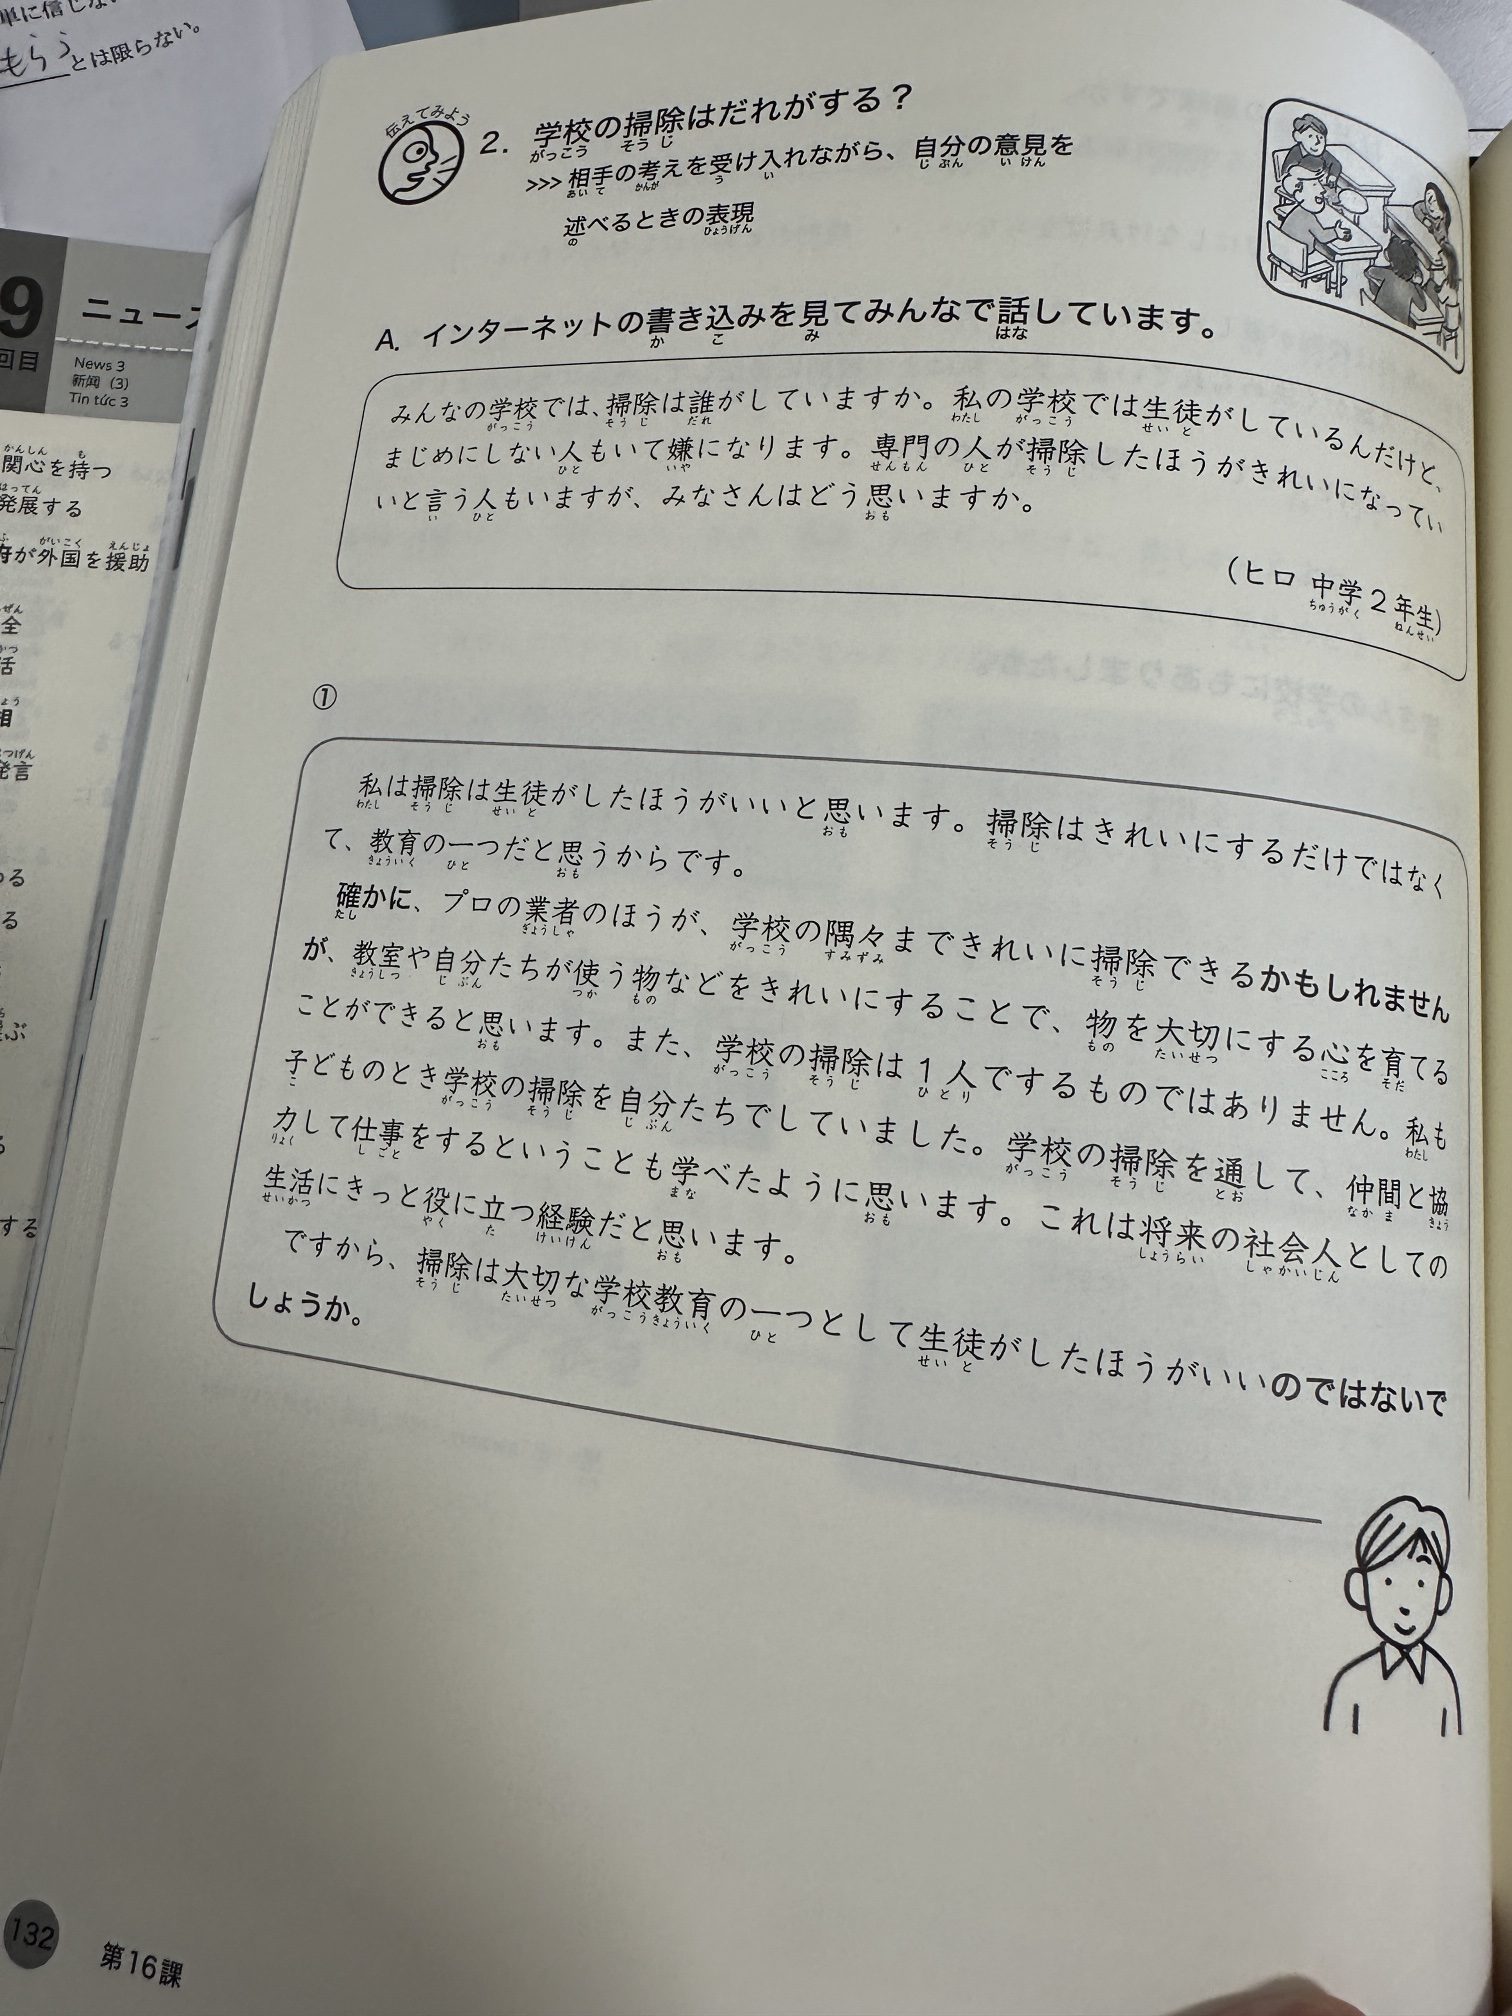 単に信じな
もらうとは限らない。
9
回目
ニュース
News 3
新闻（3）
Tin tức 3
関心を持つ
発展する
が外国を援助
全
活
相
発言
する
伝えてみよう
2. 学校の掃除はだれがする？
>>> 相手の考えを受け入れながら、自分の意見を
述べるときの表現
A. インターネットの書き込みを見てみんなで話しています。
みんなの学校では、掃除は誰がしていますか。私の学校では生徒がしているんだけど、
まじめにしない人もいて嫌になります。専門の人が掃除したほうがきれいになってい
いと言う人もいますが、みなさんはどう思いますか。
（ヒロ 中学2年生）
①
私は掃除は生徒がしたほうがいいと思います。掃除はきれいにするだけではなく
て、教育の一つだと思うからです。
確かに、プロの業者のほうが、学校の隅々まできれいに掃除できるかもしれません
が、教室や自分たちが使う物などをきれいにすることで、物を大切にする心を育てる
ことができると思います。また、学校の掃除は1人でするものではありません。私も
子どものとき学校の掃除を自分たちでしていました。学校の掃除を通して、仲間と協
力して仕事をするということも学べたように思います。これは将来の社会人としての
生活にきっと役に立つ経験だと思います。
ですから、掃除は大切な学校教育の一つとして生徒がしたほうがいいのではないで
しょうか。
132
第16課